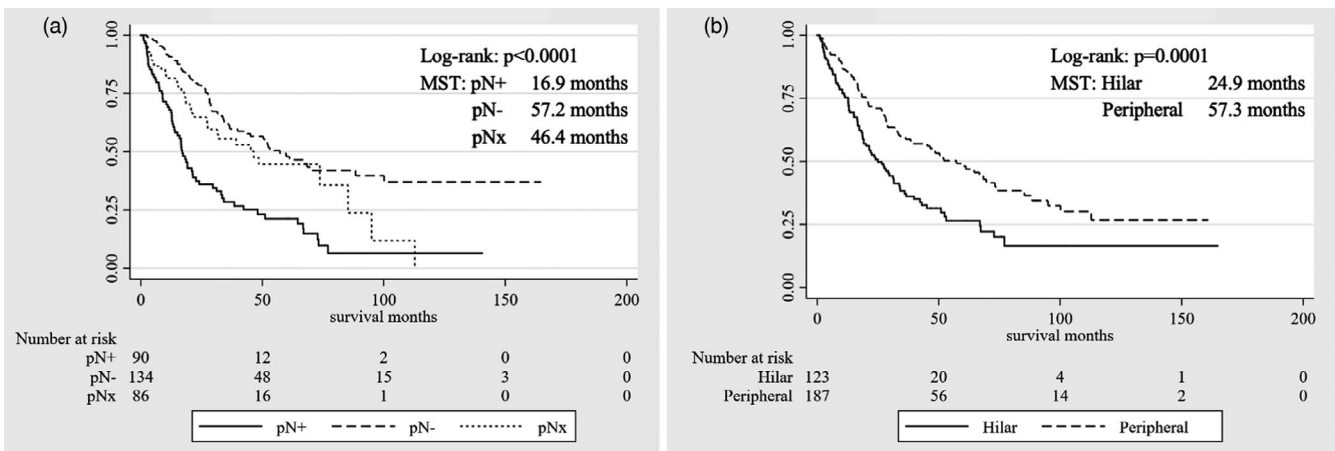 (a)
Log-rank: p<0.0001
MST: pN+ 16.9 months
pN- 57.2 months
pNx 46.4 months
1.00
0.75
0.50
0.25
0.00
0 50 100 150 200
survival months
Number at risk
pN+ 90 12 2 0 0
pN- 134 48 15 3 0
pNx 86 16 1 0 0
pN+ pN- pNx
(b)
Log-rank: p=0.0001
MST: Hilar 24.9 months
Peripheral 57.3 months
1.00
0.75
0.50
0.25
0.00
0 50 100 150 200
survival months
Number at risk
Hilar 123 20 4 1 0
Peripheral 187 56 14 2 0
Hilar Peripheral